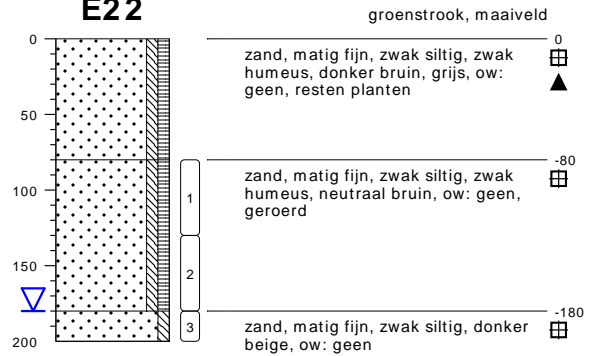 E22
groenstrook, maaiveld
0
0
zand, matig fijn, zwak siltig, zwak
humeus, donker bruin, grijs, ow:
geen, resten planten
50
-80
zand, matig fijn, zwak siltig, zwak
humeus, neutraal bruin, ow: geen,
geroerd
100
1
150
2
-180
200
3
zand, matig fijn, zwak siltig, donker
beige, ow: geen